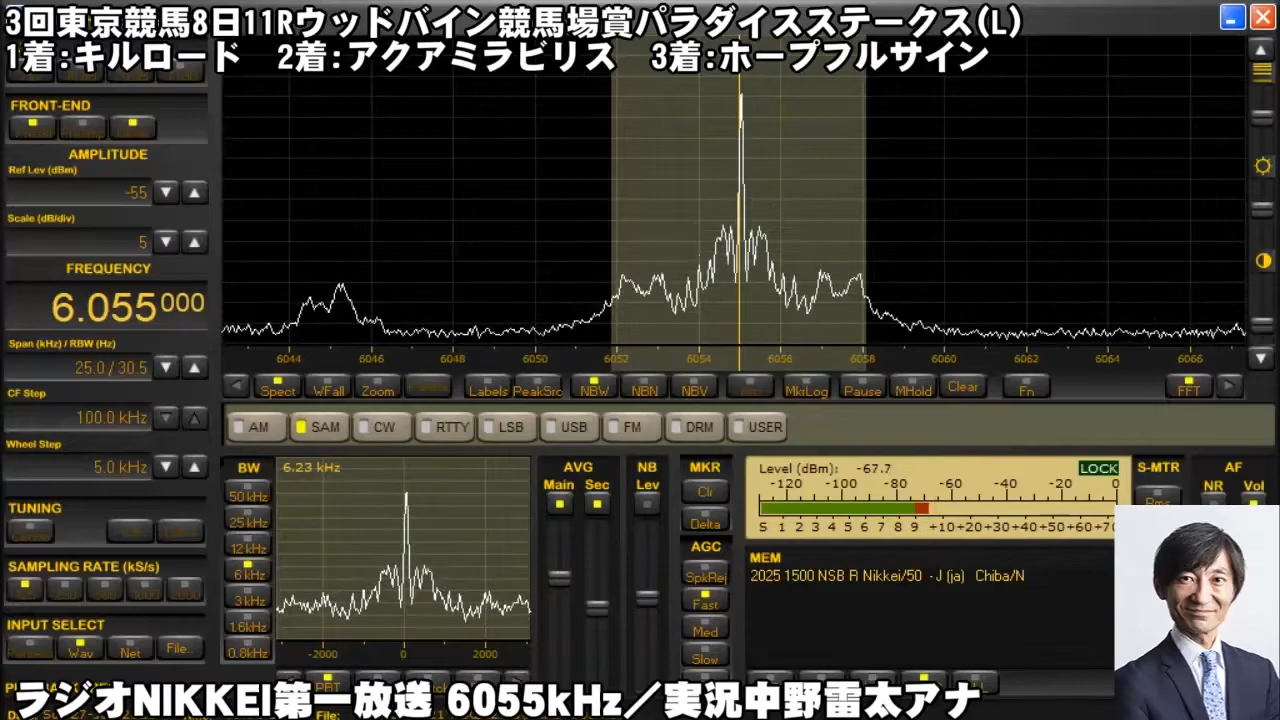 3回東京競馬8日11Rウッドバイン競馬場賞パラダイスステークス(L)
1着:キルロード 2着:アクアミラビリス 3着:ホープフルサイン
FRONT-END
AMPLITUDE
Ref Lev (dBm)
-55
Scale (dB/div)
5
FREQUENCY
6.055000
Span (kHz) / RBW (Hz)
25.0 / 30.5
CF Step
100.0 kHz
Wheel Step
5.0 kHz
TUNING
SAMPLING RATE (kS/s)
INPUT SELECT
Wav Net File..
6044 6046 6048 6050 6052 6054 6056 6058 6060 6062 6064 6066
Spect WFall Zoom Labels PeakSrc NBW NBN NBV MkrLog Pause MHold Clear Fn FFT
AM SAM CW RTTY LSB USB FM DRM USER
BW
50 kHz
25 kHz
12 kHz
6 kHz
3 kHz
1.6kHz
0.8kHz
6.23 kHz
-2000 0 2000
AVG
Main Sec
NB
Lev
MKR
Clr
Delta
AGC
SpkRej
Fast
Med
Slow
Level (dBm): -67.7 LOCK
-120 -100 -80 -60 -40 -20 0
S 1 2 3 4 5 6 7 8 9 +10+20+30+40+50+60+70
S-MTR
Rms
AF
NR Vol
MEM
2025 1500 NSB R Nikkei/50 -J (ja) Chiba/N
ラジオNIKKEI第一放送 6055kHz／実況中野雷太アナ
File: